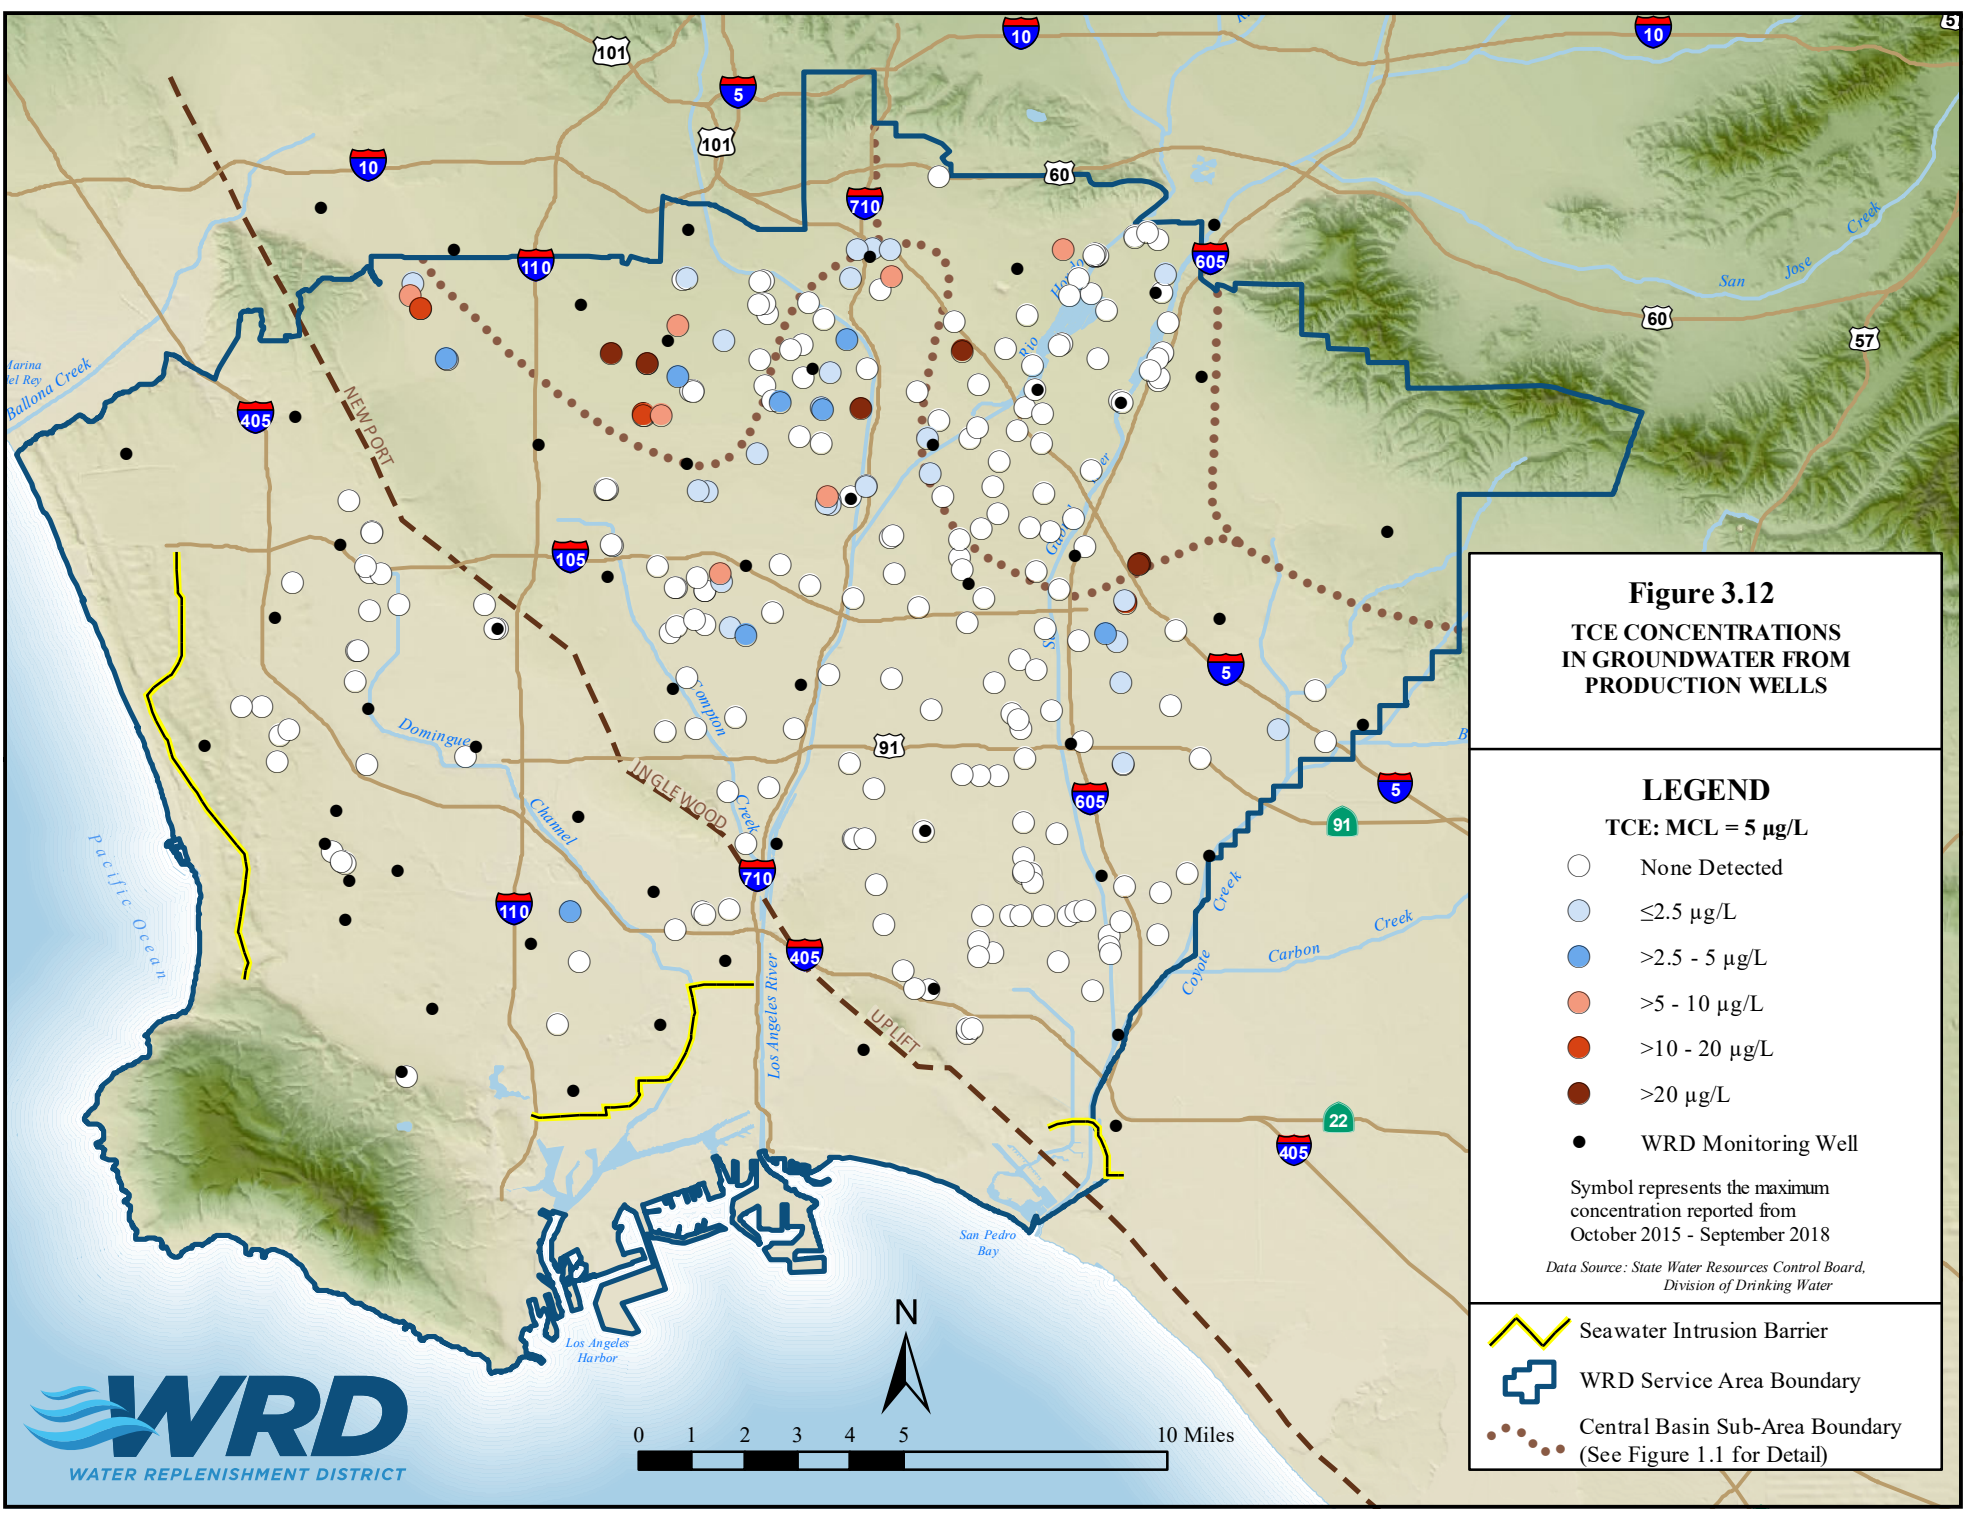 101
10
10
5
5
101
10
60
710
110
605
Creek
Jose
San
60
57
Marina
del Rey
Ballona Creek
405
NEWPORT
Rio
105
Gabriel
S
5
Compton
Domingue
91
B
5
605
91
INGLEWOOD
Creek
Channel
710
110
Pacific Ocean
405
Creek
Carbon
Creek
Coyote
Los Angeles River
UPLIFT
22
405
San Pedro
Bay
Los Angeles
Harbor
N
0 1 2 3 4 5 10 Miles
WRD
WATER REPLENISHMENT DISTRICT
Figure 3.12
TCE CONCENTRATIONS
IN GROUNDWATER FROM
PRODUCTION WELLS
LEGEND
TCE: MCL = 5 µg/L
None Detected
≤2.5 µg/L
>2.5 - 5 µg/L
>5 - 10 µg/L
>10 - 20 µg/L
>20 µg/L
WRD Monitoring Well
Symbol represents the maximum
concentration reported from
October 2015 - September 2018
Data Source: State Water Resources Control Board,
Division of Drinking Water
Seawater Intrusion Barrier
WRD Service Area Boundary
Central Basin Sub-Area Boundary
(See Figure 1.1 for Detail)